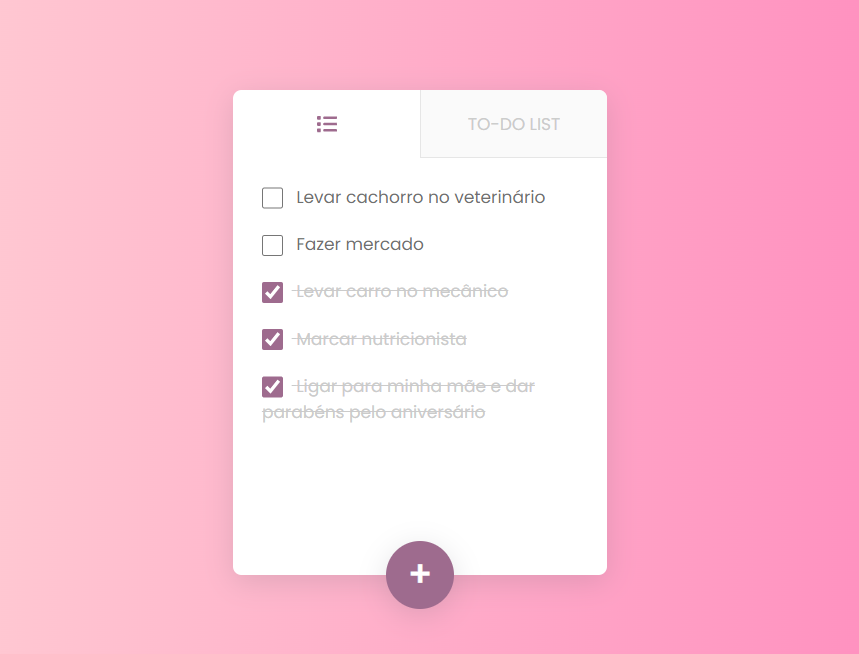 TO-DO LIST
Levar cachorro no veterinário
Fazer mercado
Levar carro no mecânico
Marcar nutricionista
Ligar para minha mãe e dar
parabéns pelo aniversário
+